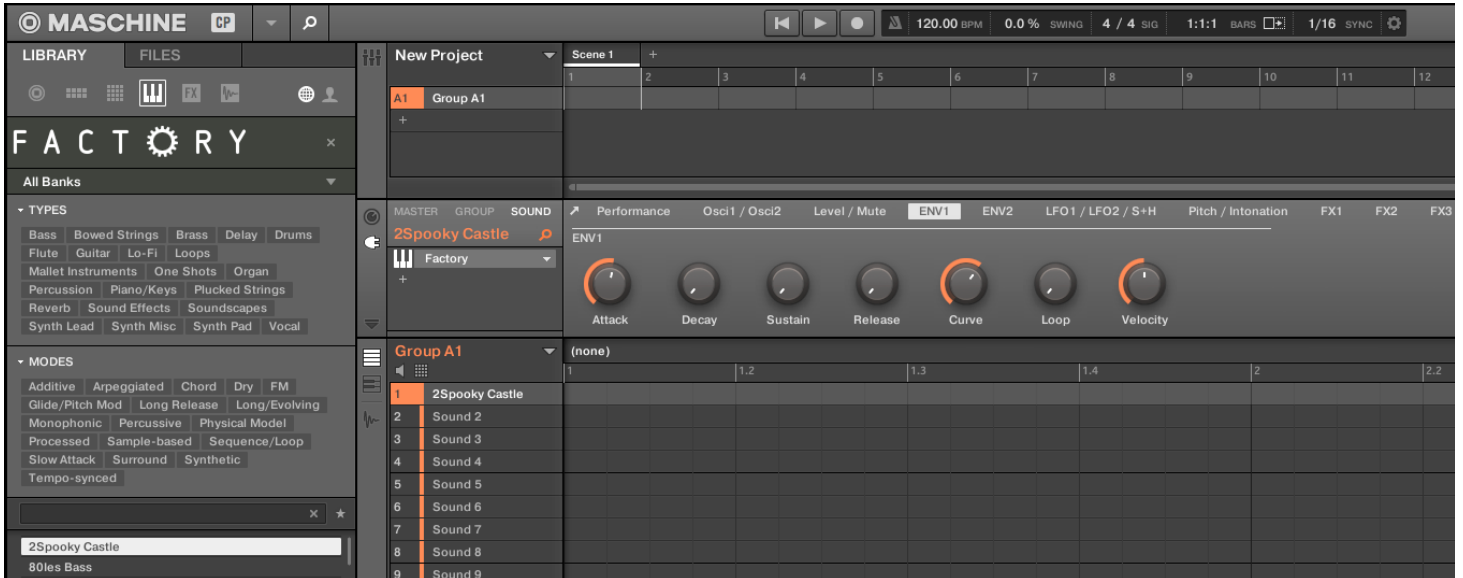 MASCHINE CP
120.00 BPM 0.0 % SWING 4 / 4 SIG 1:1:1 BARS 1/16 SYNC
LIBRARY FILES
FX
FACTORY ×
All Banks
TYPES
Bass Bowed Strings Brass Delay Drums
Flute Guitar Lo-Fi Loops
Mallet Instruments One Shots Organ
Percussion Piano/Keys Plucked Strings
Reverb Sound Effects Soundscapes
Synth Lead Synth Misc Synth Pad Vocal
MODES
Additive Arpeggiated Chord Dry FM
Glide/Pitch Mod Long Release Long/Evolving
Monophonic Percussive Physical Model
Processed Sample-based Sequence/Loop
Slow Attack Surround Synthetic
Tempo-synced
×
2Spooky Castle
80les Bass
New Project
Scene 1 +
1 2 3 4 5 6 7 8 9 10 11 12
A1 Group A1
+
MASTER GROUP SOUND
2Spooky Castle
Factory
+
Performance Osci1 / Osci2 Level / Mute ENV1 ENV2 LFO1 / LFO2 / S+H Pitch / Intonation FX1 FX2 FX3
ENV1
Attack Decay Sustain Release Curve Loop Velocity
Group A1
(none)
1 1.2 1.3 1.4 2 2.2
1 2Spooky Castle
2 Sound 2
3 Sound 3
4 Sound 4
5 Sound 5
6 Sound 6
7 Sound 7
8 Sound 8
9 Sound 9